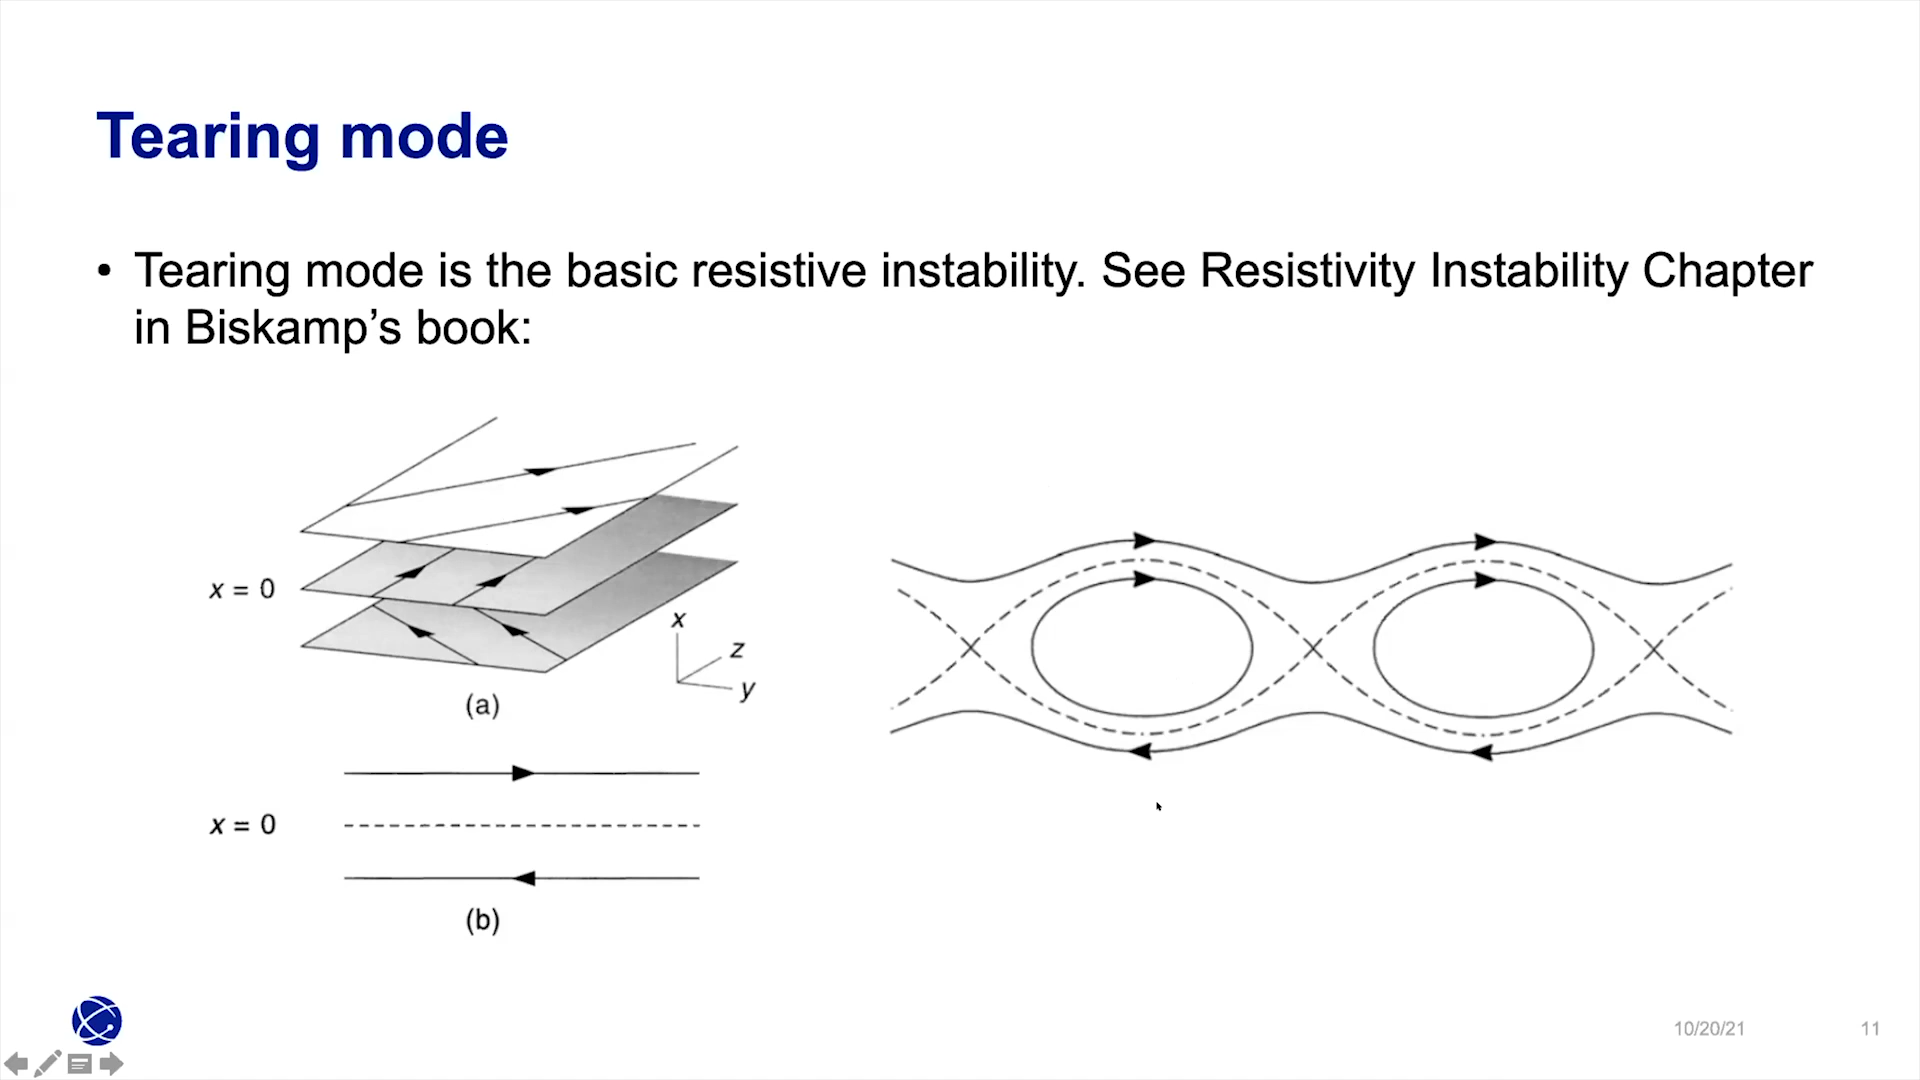 Tearing mode
• Tearing mode is the basic resistive instability. See Resistivity Instability Chapter
in Biskamp’s book:
x = 0
x
z
y
(a)
x = 0
(b)
10/20/21
11